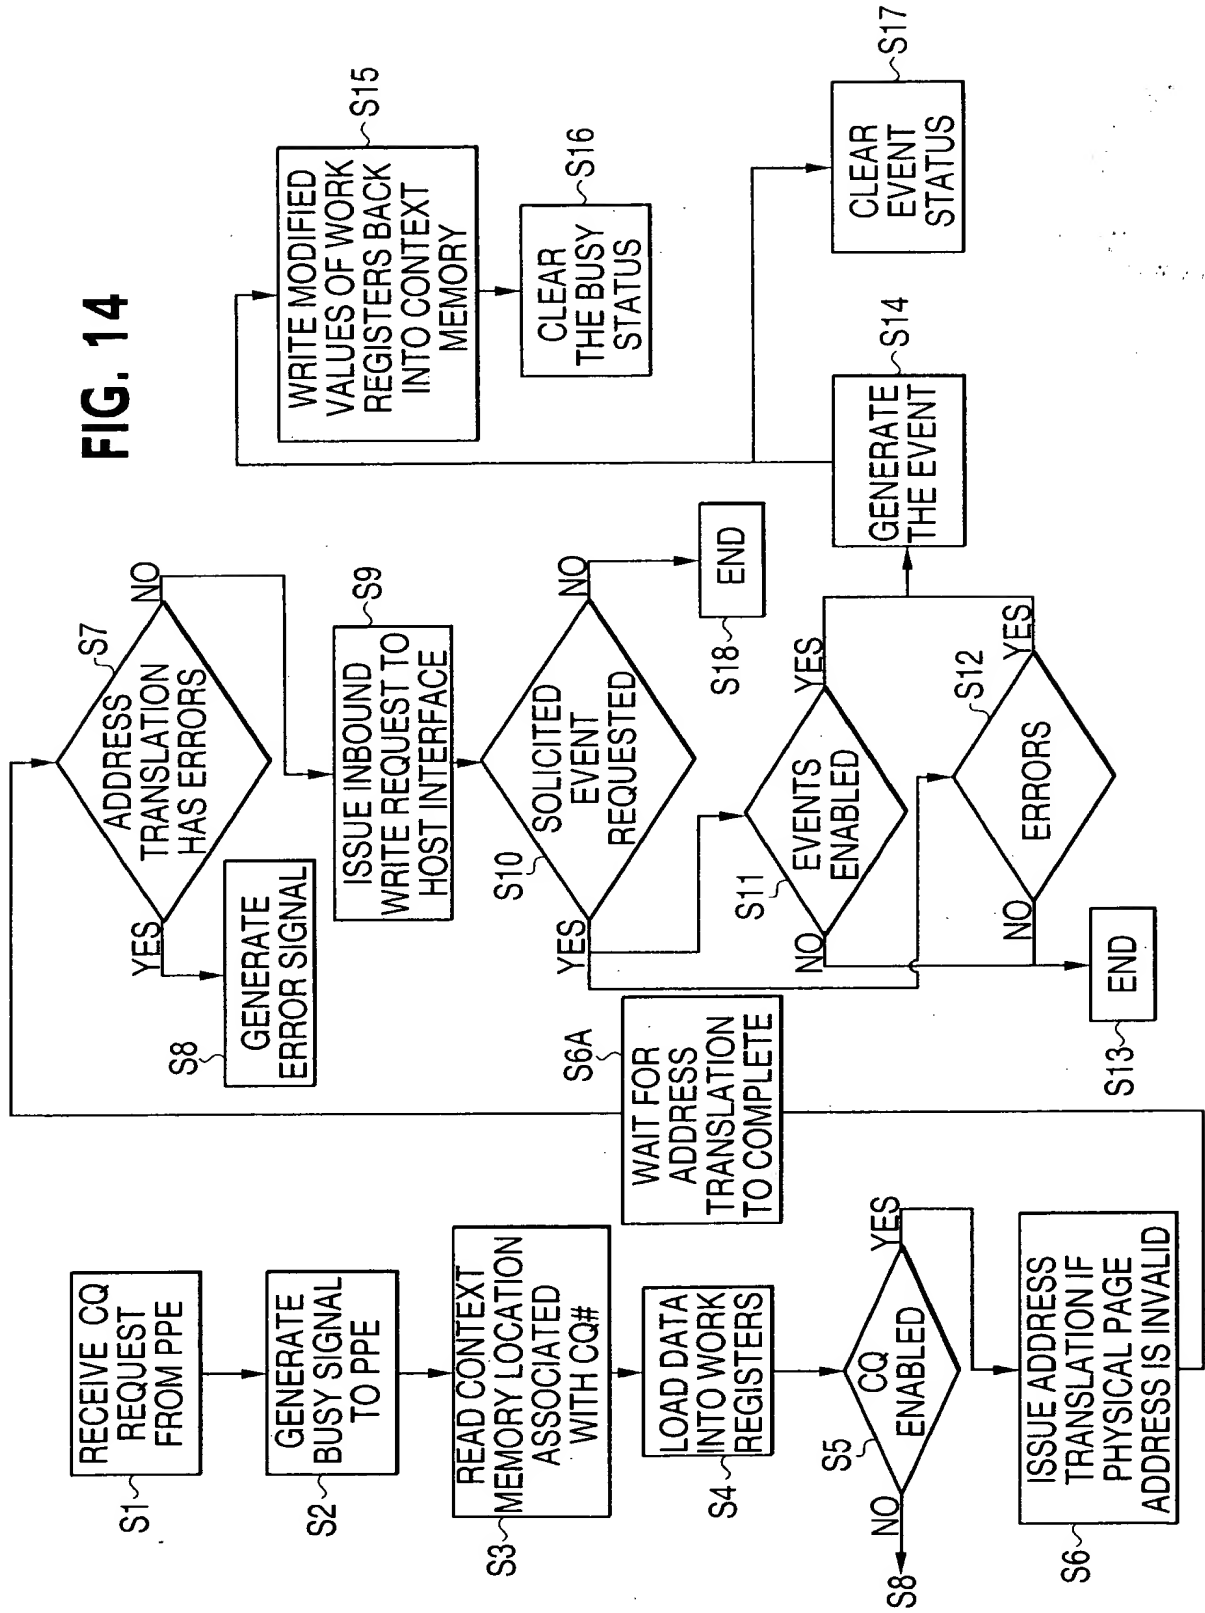 FIG. 14
RECEIVE CQ
REQUEST
FROM PPE
S1
GENERATE
BUSY SIGNAL
TO PPE
S2
READ CONTEXT
MEMORY LOCATION
ASSOCIATED
WITH CQ#
S3
LOAD DATA
INTO WORK
REGISTERS
S4
CQ
ENABLED
S5
NO
S8
YES
ISSUE ADDRESS
TRANSLATION IF
PHYSICAL PAGE
ADDRESS IS INVALID
S6
WAIT FOR
ADDRESS
TRANSLATION
TO COMPLETE
S6A
ADDRESS
TRANSLATION
HAS ERRORS
S7
YES
NO
GENERATE
ERROR SIGNAL
S8
ISSUE INBOUND
WRITE REQUEST TO
HOST INTERFACE
S9
SOLICITED
EVENT
REQUESTED
S10
YES
NO
END
S18
EVENTS
ENABLED
S11
NO
YES
ERRORS
S12
NO
YES
END
S13
GENERATE
THE EVENT
S14
WRITE MODIFIED
VALUES OF WORK
REGISTERS BACK
INTO CONTEXT
MEMORY
S15
CLEAR
THE BUSY
STATUS
S16
CLEAR
EVENT
STATUS
S17